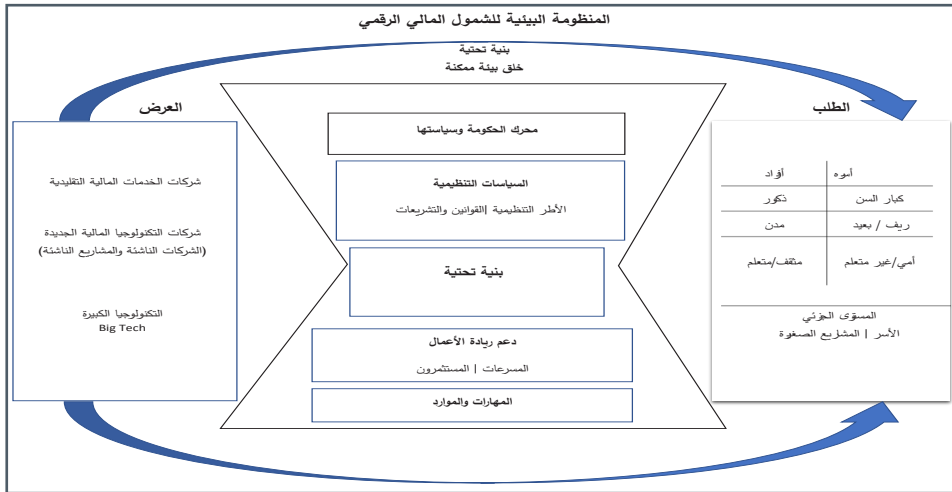 المنظومة البيئية للشمول المالي الرقمي
بنية تحتية
خلق بيئة ممكنة
الطلب
أفراد
أسوه
ذكور
كبار السن
مدن
ريف / بعيد
مثقف/متعلم
أمي/غير متعلم
المستوى الجزئي
الأسر | المشاريع الصغيرة
محرك الحكومة وسياستها
السياسات التنظيمية
الأطر التنظيمية |القوانين والتشريعات
بنية تحتية
دعم ريادة الأعمال
المسرعات | المستثمرون
المهارات والموارد
العرض
شركات الخدمات المالية التقليدية
شركات التكنولوجيا المالية الجديدة
(الشركات الناشئة والمشاريع الناشئة)
التكنولوجيا الكبيرة
Big Tech